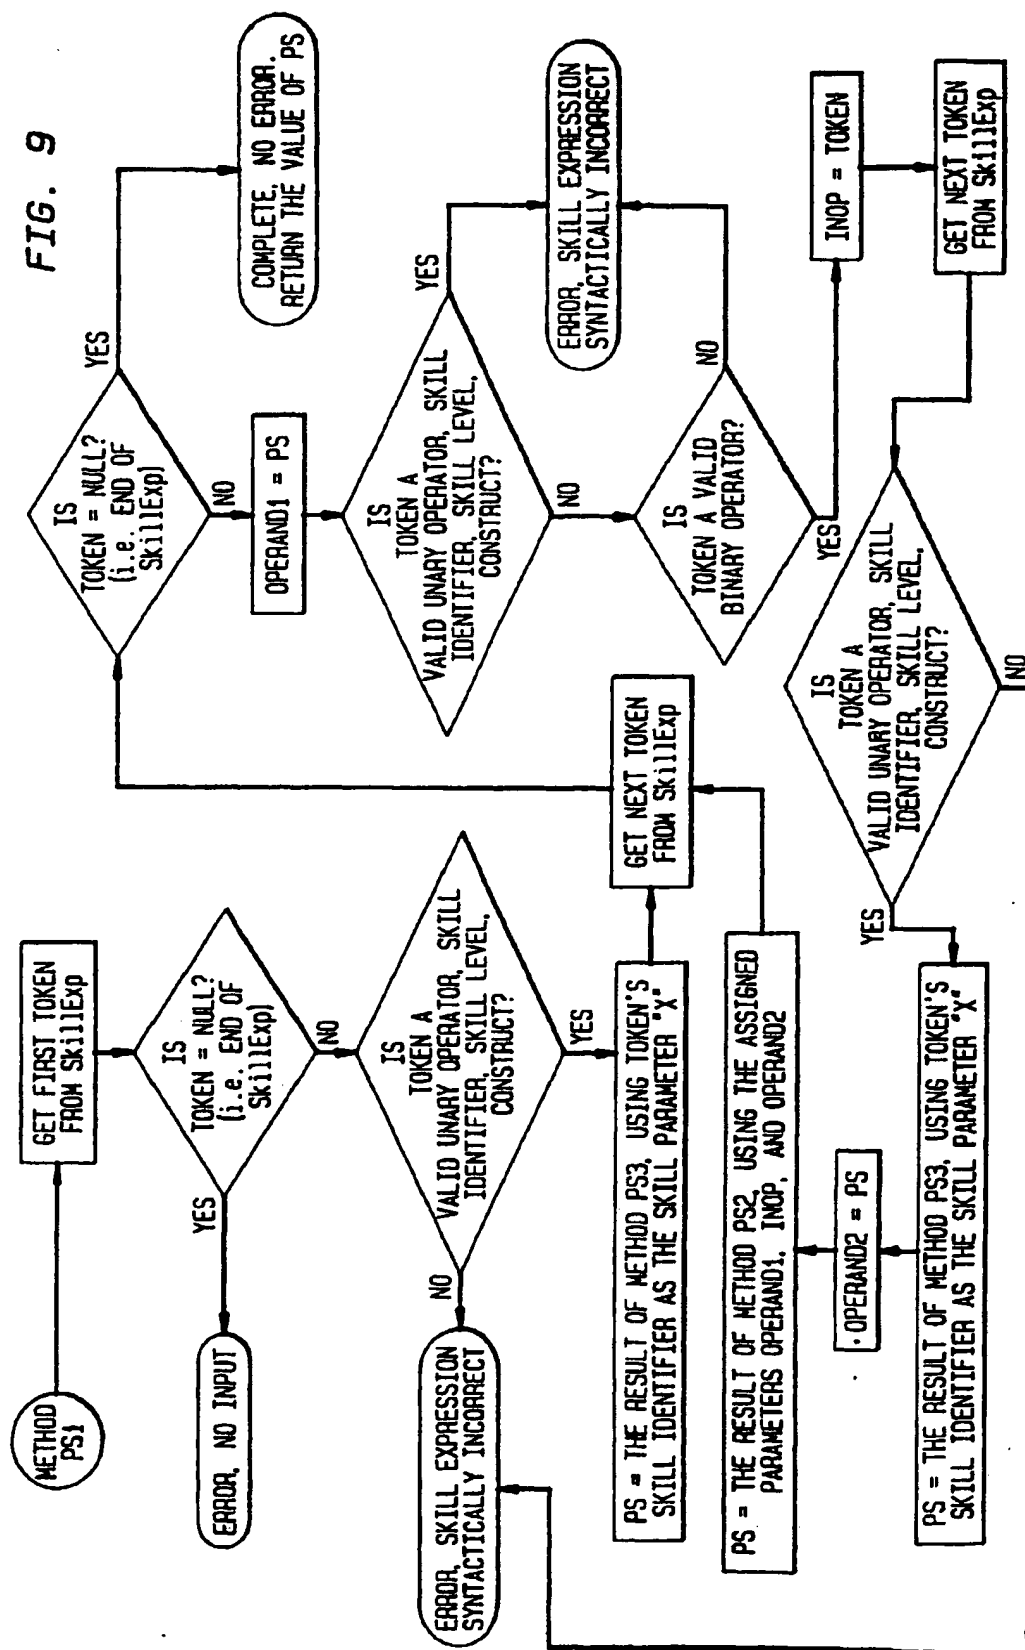 FIG. 9
METHOD
PS1
GET FIRST TOKEN
FROM SkillExp
IS
TOKEN = NULL?
(i.e. END OF
SkillExp)
YES
NO
ERROR, NO INPUT
IS
TOKEN A
VALID UNARY OPERATOR, SKILL
IDENTIFIER, SKILL LEVEL,
CONSTRUCT?
NO
YES
ERROR, SKILL EXPRESSION
SYNTACTICALLY INCORRECT
PS = THE RESULT OF METHOD PS3, USING TOKEN'S
SKILL IDENTIFIER AS THE SKILL PARAMETER "X"
GET NEXT TOKEN
FROM SkillExp
IS
TOKEN = NULL?
(i.e. END OF
SkillExp)
YES
NO
COMPLETE, NO ERROR.
RETURN THE VALUE OF PS
OPERAND1 = PS
IS
TOKEN A
VALID UNARY OPERATOR, SKILL
IDENTIFIER, SKILL LEVEL,
CONSTRUCT?
YES
NO
ERROR, SKILL EXPRESSION
SYNTACTICALLY INCORRECT
IS
TOKEN A VALID
BINARY OPERATOR?
NO
YES
INOP = TOKEN
GET NEXT TOKEN
FROM SkillExp
IS
TOKEN A
VALID UNARY OPERATOR, SKILL
IDENTIFIER, SKILL LEVEL,
CONSTRUCT?
YES
NO
PS = THE RESULT OF METHOD PS3, USING TOKEN'S
SKILL IDENTIFIER AS THE SKILL PARAMETER "X"
OPERAND2 = PS
PS = THE RESULT OF METHOD PS2, USING THE ASSIGNED
PARAMETERS OPERAND1, INOP, AND OPERAND2